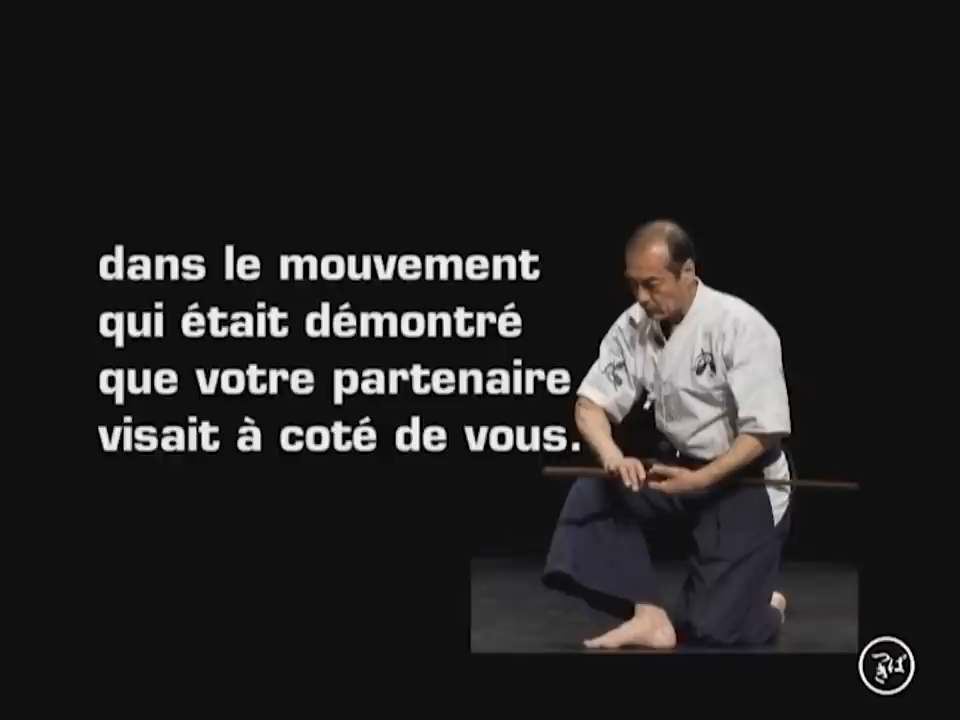 dans le mouvement
qui était démontré
que votre partenaire
visait à coté de vous.